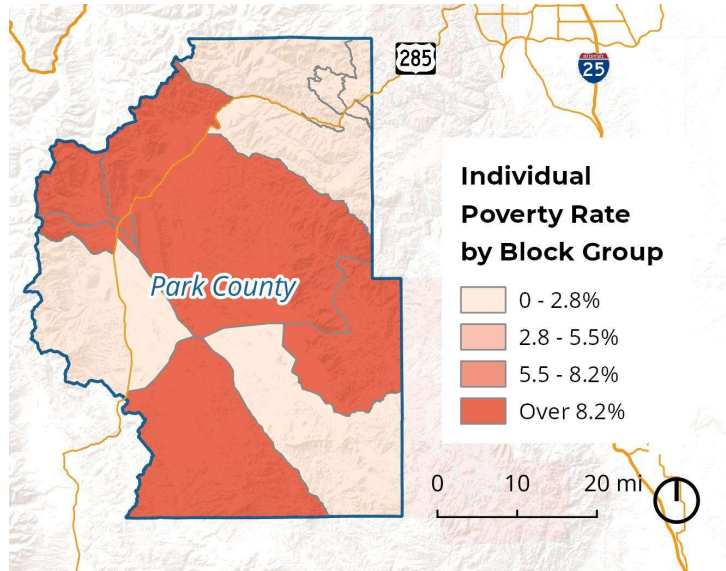 285
INTERSTATE
25
Individual
Poverty Rate
by Block Group
Park County
0 - 2.8%
2.8 - 5.5%
5.5 - 8.2%
Over 8.2%
0 10 20 mi